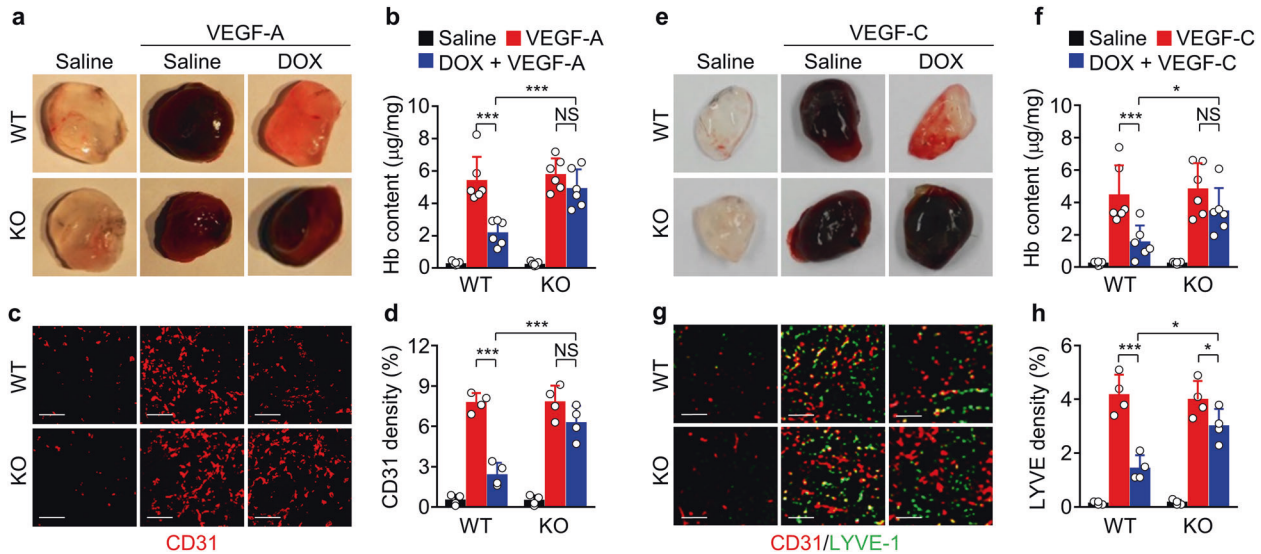 a
VEGF-A
Saline Saline DOX
WT
KO
b
Saline VEGF-A
DOX + VEGF-A
Hb content (µg/mg)
10
8
6
4
2
0
***
*** NS
WT KO
c
WT
KO
CD31
d
CD31 density (%)
12
9
6
3
0
***
*** NS
WT KO
e
VEGF-C
Saline Saline DOX
WT
KO
f
Saline VEGF-C
DOX + VEGF-C
Hb content (µg/mg)
10
8
6
4
2
0
*
*** NS
WT KO
g
WT
KO
CD31/LYVE-1
h
LYVE density (%)
6
4
2
0
*
*** *
WT KO